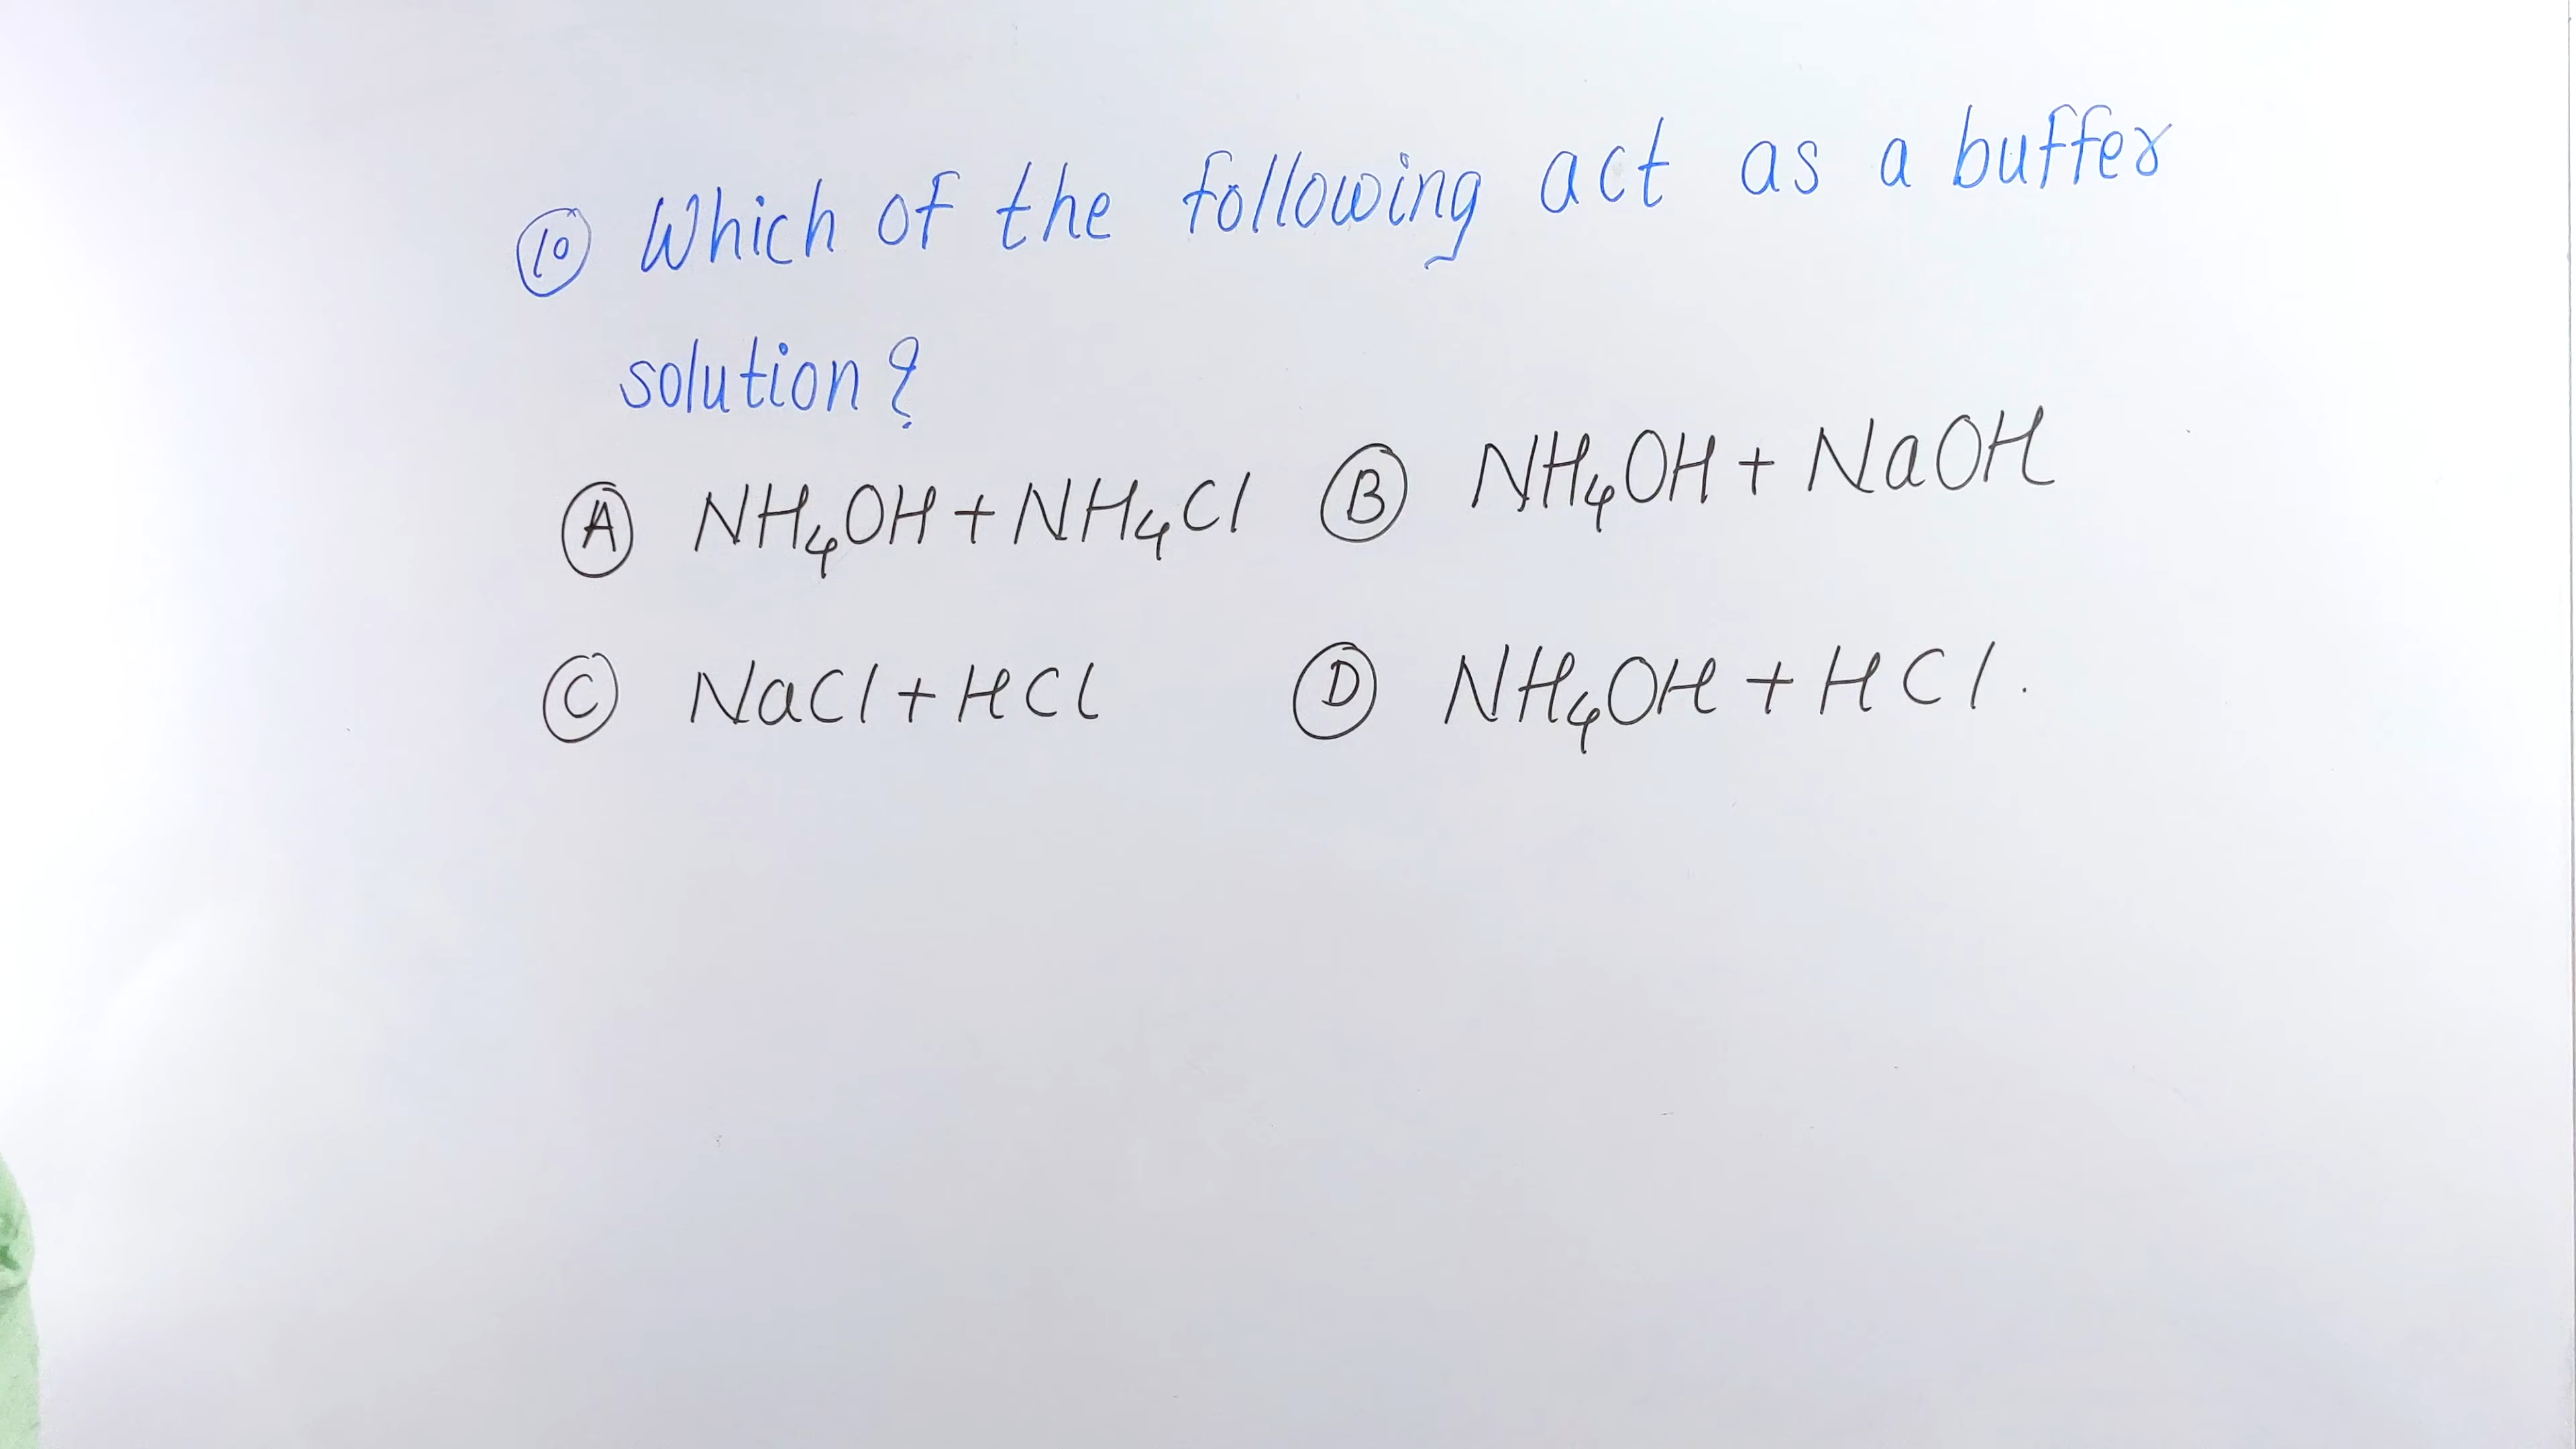 ⑩ Which of the following act as a buffer
solution?
Ⓐ NH₄OH + NH₄Cl Ⓑ NH₄OH + NaOH
Ⓒ NaCl + HCl Ⓓ NH₄OH + HCl.